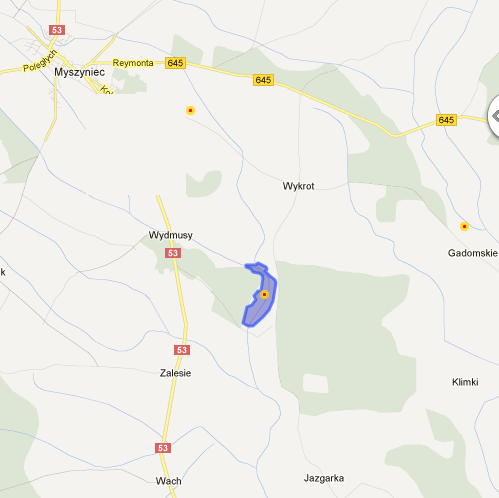 53
Poległych
Myszyniec
Reymonta
645
645
645
Wykrot
Wydmusy
53
Gadomskie
k
53
Zalesie
Klimki
53
Wach
Jazgarka